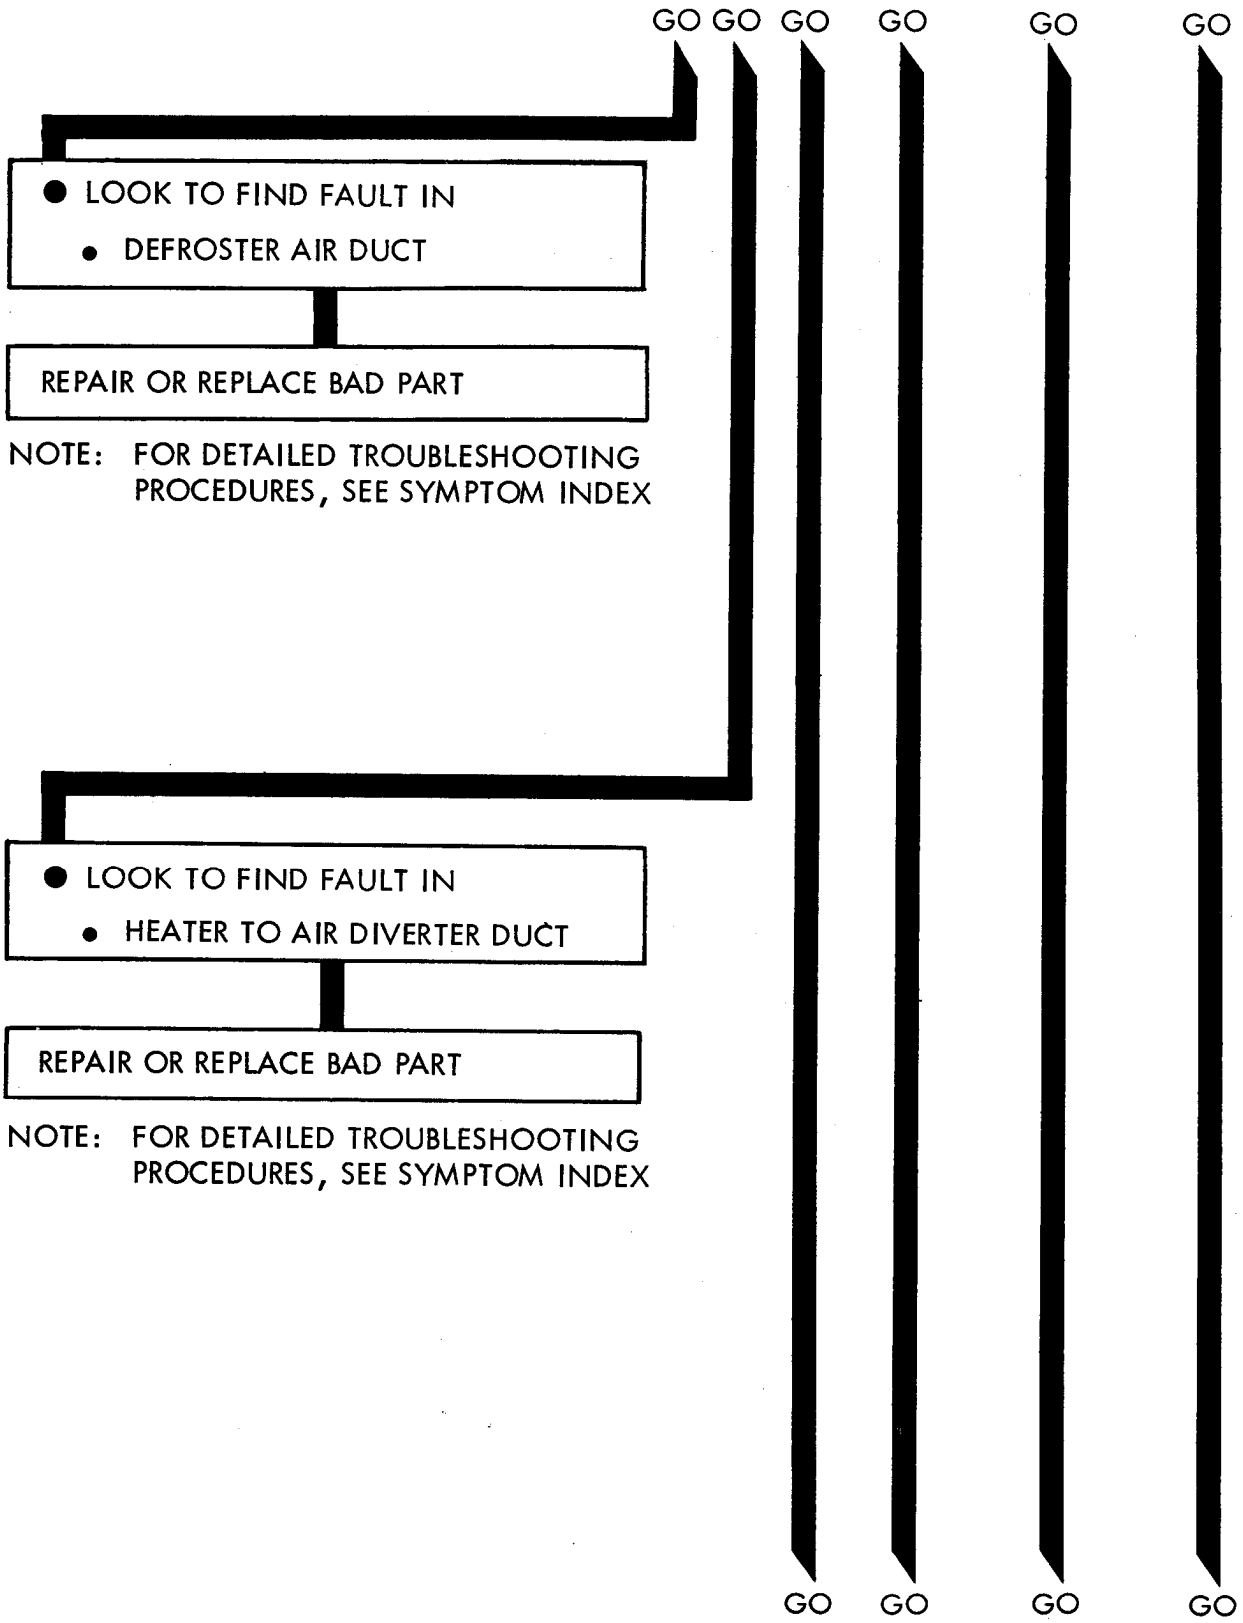 GO GO GO GO GO GO
● LOOK TO FIND FAULT IN
● DEFROSTER AIR DUCT
REPAIR OR REPLACE BAD PART
NOTE: FOR DETAILED TROUBLESHOOTING
PROCEDURES, SEE SYMPTOM INDEX
● LOOK TO FIND FAULT IN
● HEATER TO AIR DIVERTER DUCT
REPAIR OR REPLACE BAD PART
NOTE: FOR DETAILED TROUBLESHOOTING
PROCEDURES, SEE SYMPTOM INDEX
GO GO GO GO